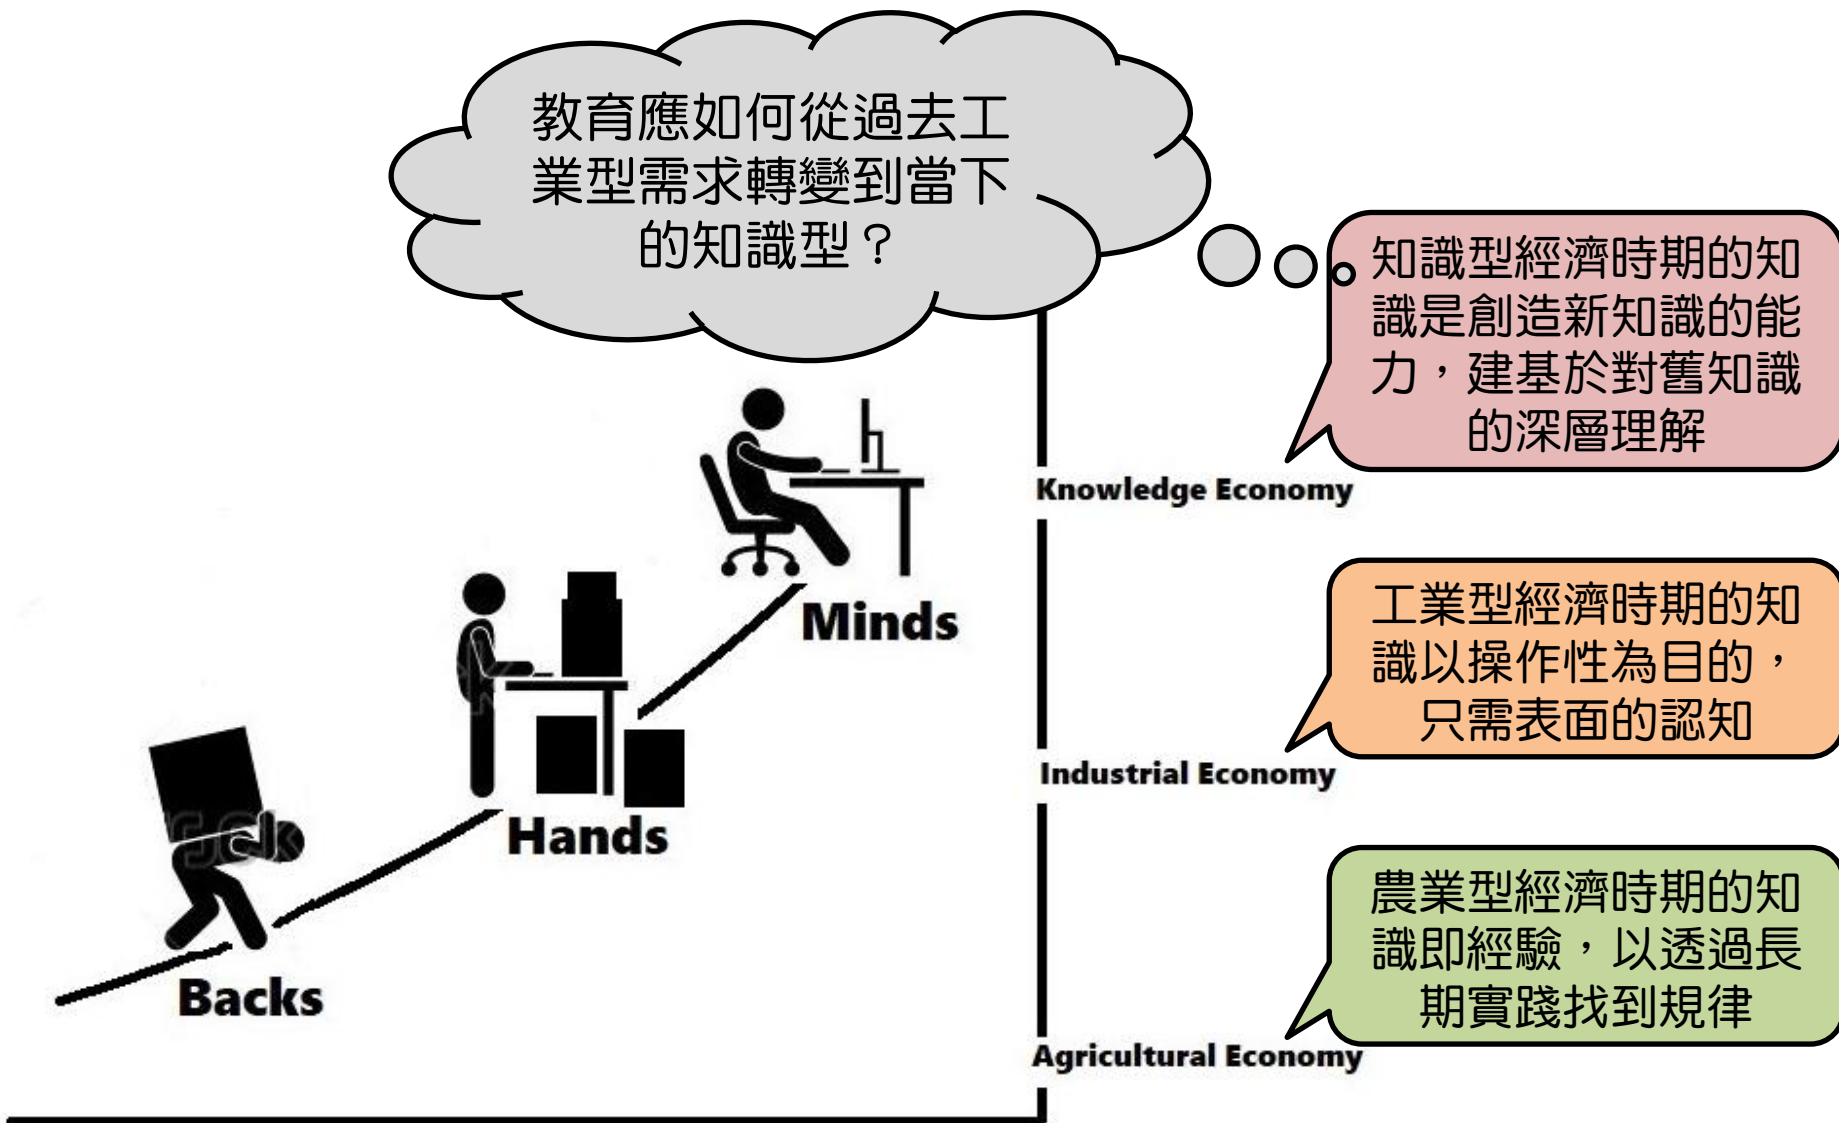 教育應如何從過去工
業型需求轉變到當下
的知識型？
知識型經濟時期的知
識是創造新知識的能
力，建基於對舊知識
的深層理解
Knowledge Economy
工業型經濟時期的知
識以操作性為目的，
只需表面的認知
Minds
Industrial Economy
Hands
農業型經濟時期的知
識即經驗，以透過長
期實踐找到規律
Backs
Agricultural Economy